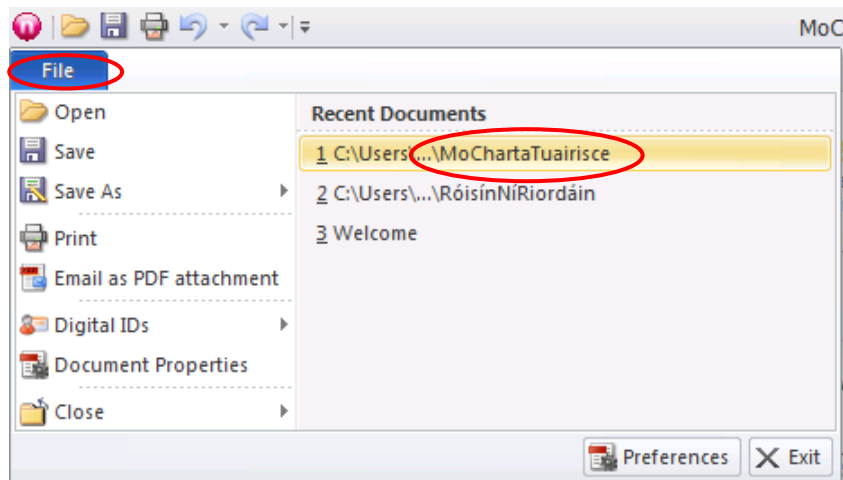 MoC
File
Open
Save
Save As
Print
Email as PDF attachment
Digital IDs
Document Properties
Close
Recent Documents
1 C:\Users\...\MoChartaTuairisce
2 C:\Users\...\RóisínNíRiordáin
3 Welcome
Preferences
Exit